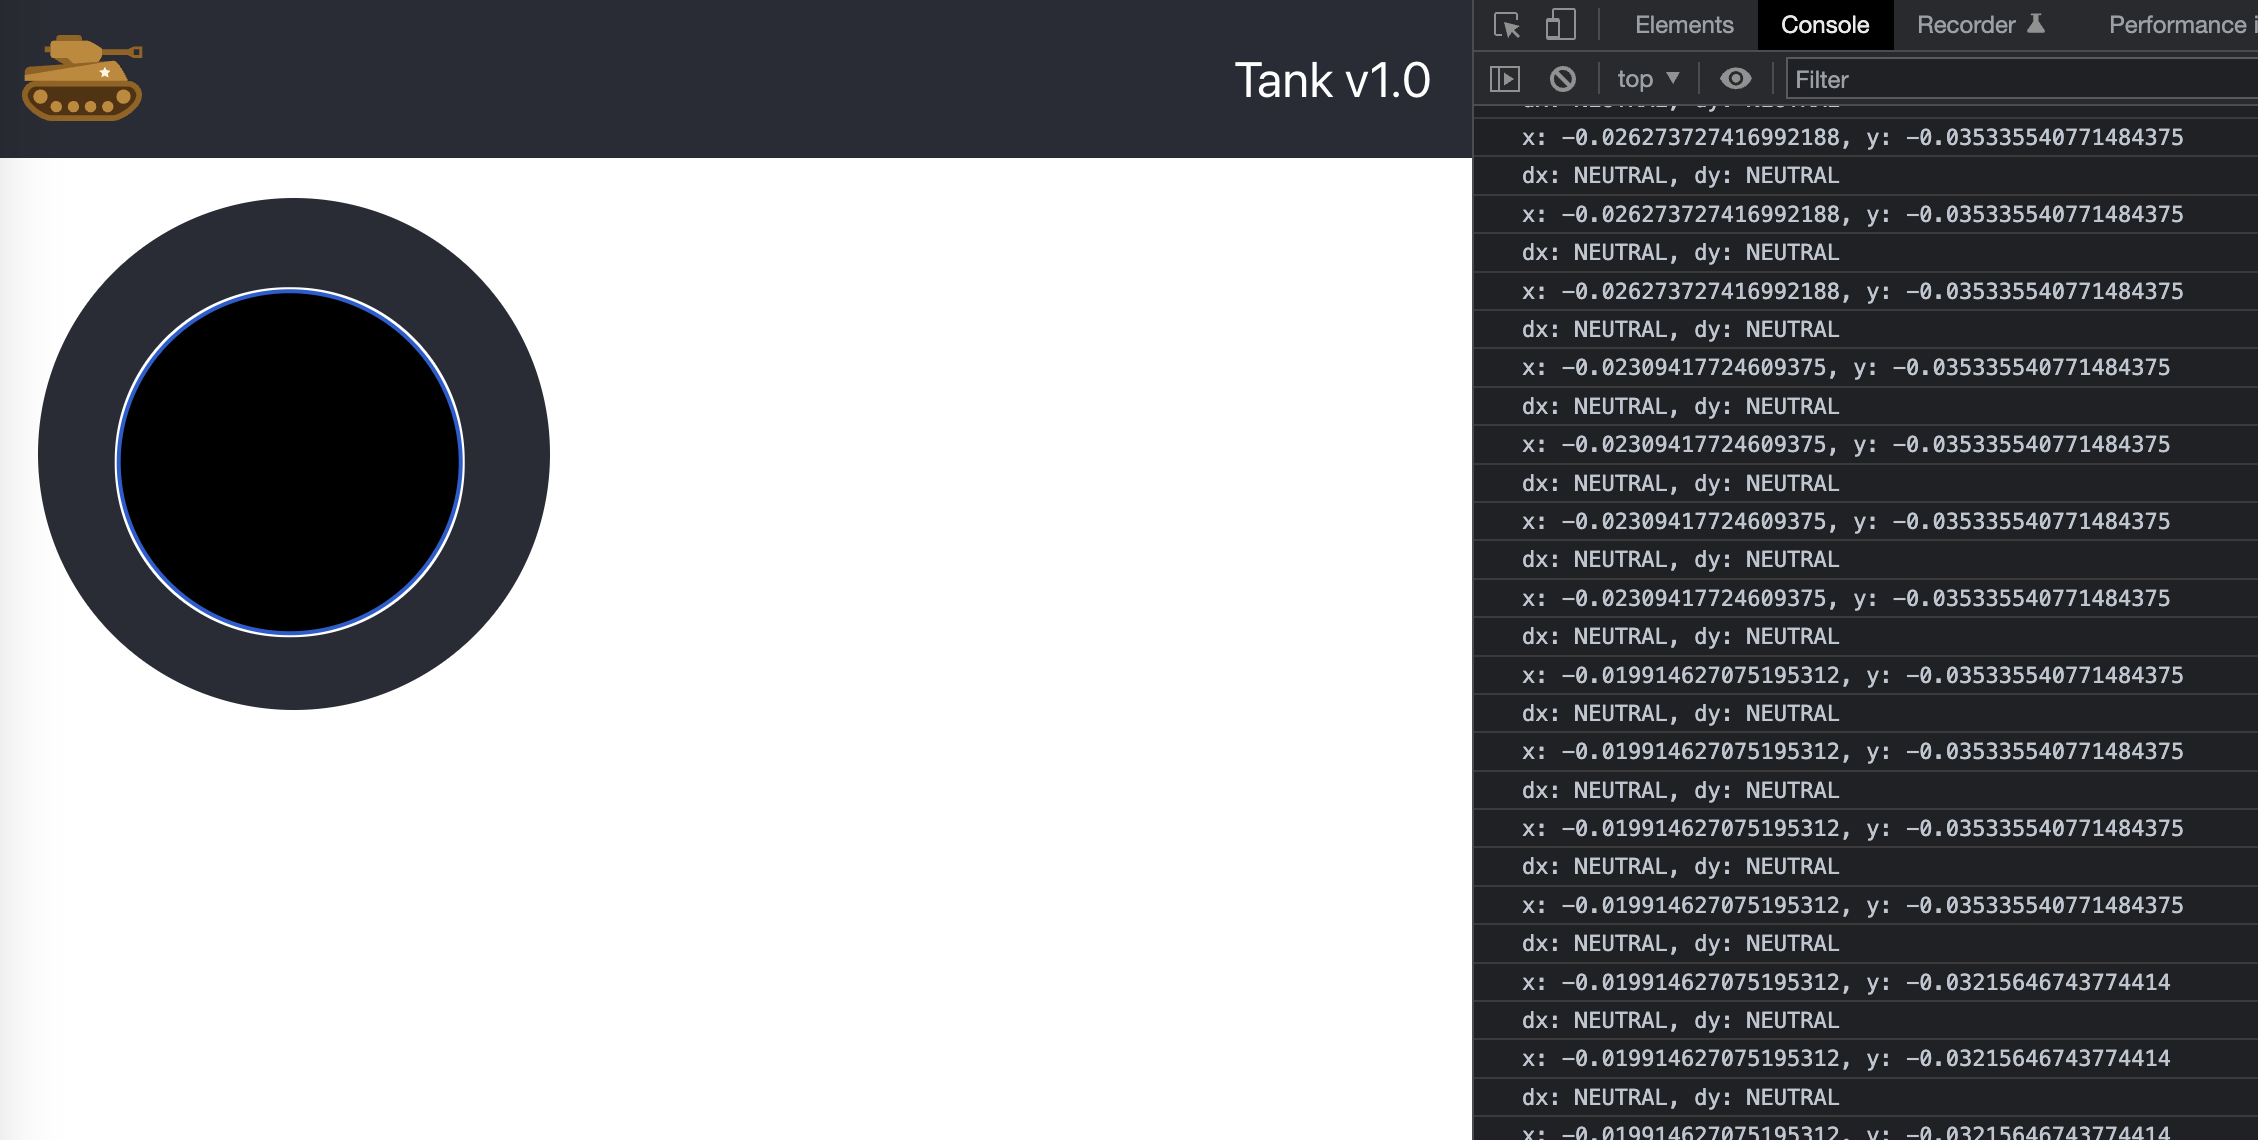 Tank v1.0
Elements Console Recorder Performance i
top Filter
dx: NEUTRAL, dy: NEUTRAL
x: -0.026273727416992188, y: -0.035335540771484375
dx: NEUTRAL, dy: NEUTRAL
x: -0.026273727416992188, y: -0.035335540771484375
dx: NEUTRAL, dy: NEUTRAL
x: -0.026273727416992188, y: -0.035335540771484375
dx: NEUTRAL, dy: NEUTRAL
x: -0.02309417724609375, y: -0.035335540771484375
dx: NEUTRAL, dy: NEUTRAL
x: -0.02309417724609375, y: -0.035335540771484375
dx: NEUTRAL, dy: NEUTRAL
x: -0.02309417724609375, y: -0.035335540771484375
dx: NEUTRAL, dy: NEUTRAL
x: -0.02309417724609375, y: -0.035335540771484375
dx: NEUTRAL, dy: NEUTRAL
x: -0.019914627075195312, y: -0.035335540771484375
dx: NEUTRAL, dy: NEUTRAL
x: -0.019914627075195312, y: -0.035335540771484375
dx: NEUTRAL, dy: NEUTRAL
x: -0.019914627075195312, y: -0.035335540771484375
dx: NEUTRAL, dy: NEUTRAL
x: -0.019914627075195312, y: -0.035335540771484375
dx: NEUTRAL, dy: NEUTRAL
x: -0.019914627075195312, y: -0.03215646743774414
dx: NEUTRAL, dy: NEUTRAL
x: -0.019914627075195312, y: -0.03215646743774414
dx: NEUTRAL, dy: NEUTRAL
x: -0.019914627075195312, y: -0.03215646743774414